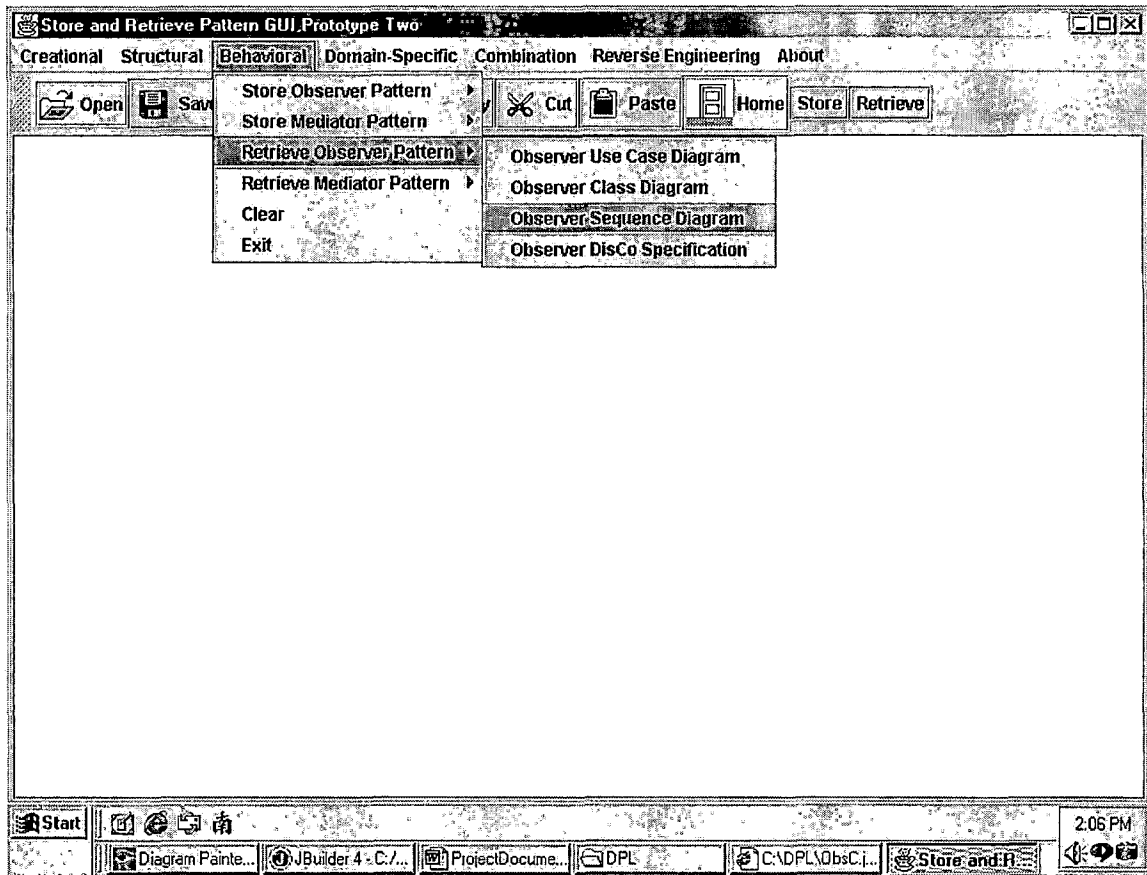 Store and Retrieve Pattern GUI.Prototype Two
Creational Structural Behavioral Domain-Specific Combination Reverse Engineering About
Open Cut Paste Home Store Retrieve
Store Observer Pattern
Store Mediator Pattern
Retrieve Observer Pattern
Retrieve Mediator Pattern
Clear
Exit
Observer Use Case Diagram
Observer Class Diagram
Observer Sequence Diagram
Observer DisCo Specification
Start 南 2:06 PM
Diagram Painte... JBuilder 4 - C:/... ProjectDocume... DPL C:\DPL\ObsC.j... Store and R...